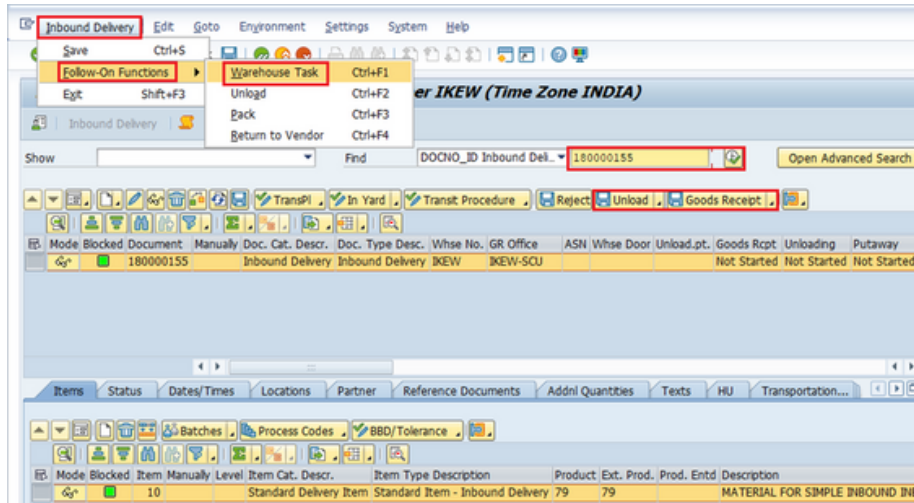 Inbound Delivery Edit Goto Environment Settings System Help
Save Ctrl+S
Follow-On Functions Warehouse Task Ctrl+F1
Exit Shift+F3 Unload Ctrl+F2
Pack Ctrl+F3
Return to Vendor Ctrl+F4
er IKEW (Time Zone INDIA)
Inbound Delivery
Show Find DOCNO_ID Inbound Deli.. 180000155 Open Advanced Search
TransPl In Yard Transit Procedure Reject Unload Goods Receipt
Mode Blocked Document Manually Doc. Cat. Descr. Doc. Type Desc. Whse No. GR Office ASN Whse Door Unload.pt. Goods Rcpt Unloading Putaway
180000155 Inbound Delivery Inbound Delivery IKEW IKEW-SCU Not Started Not Started Not Started
Items Status Dates/Times Locations Partner Reference Documents Addnl Quantities Texts HU Transportation...
Batches Process Codes BBD/Tolerance
Mode Blocked Item Manually Level Item Cat. Descr. Item Type Description Product Ext. Prod. Prod. Entd Description
10 Standard Delivery Item Standard Item - Inbound Delivery 79 79 MATERIAL FOR SIMPLE INBOUND